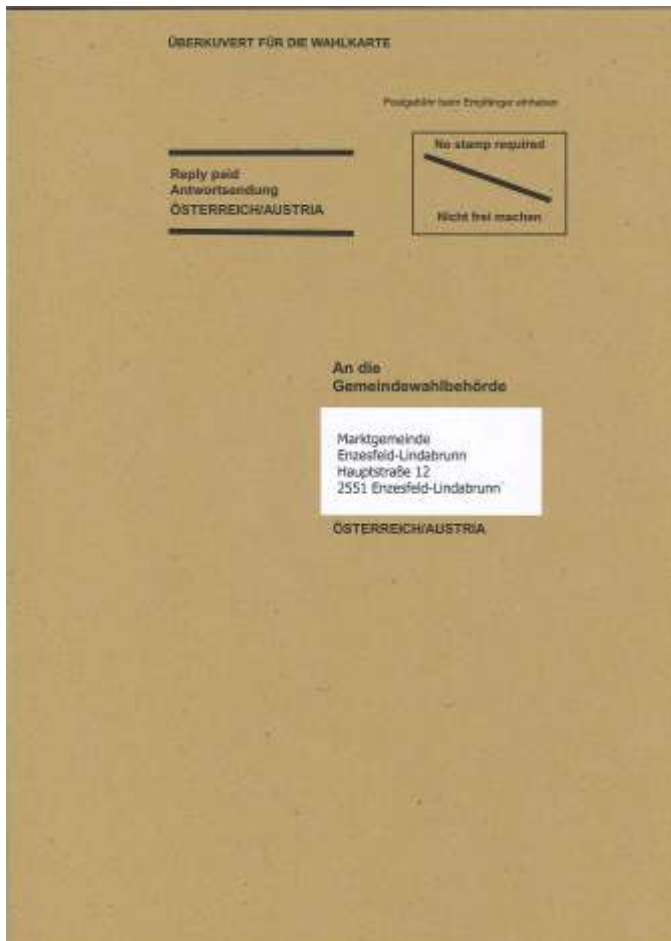 ÜBERKUVERT FÜR DIE WAHLKARTE
Postgebühr beim Empfänger einheben
No stamp required
Reply paid
Antwortsendung
ÖSTERREICH/AUSTRIA
Nicht frei machen
An die
Gemeindewahlbehörde
Marktgemeinde
Enzesfeld-Lindabrunn
Hauptstraße 12
2551 Enzesfeld-Lindabrunn
ÖSTERREICH/AUSTRIA